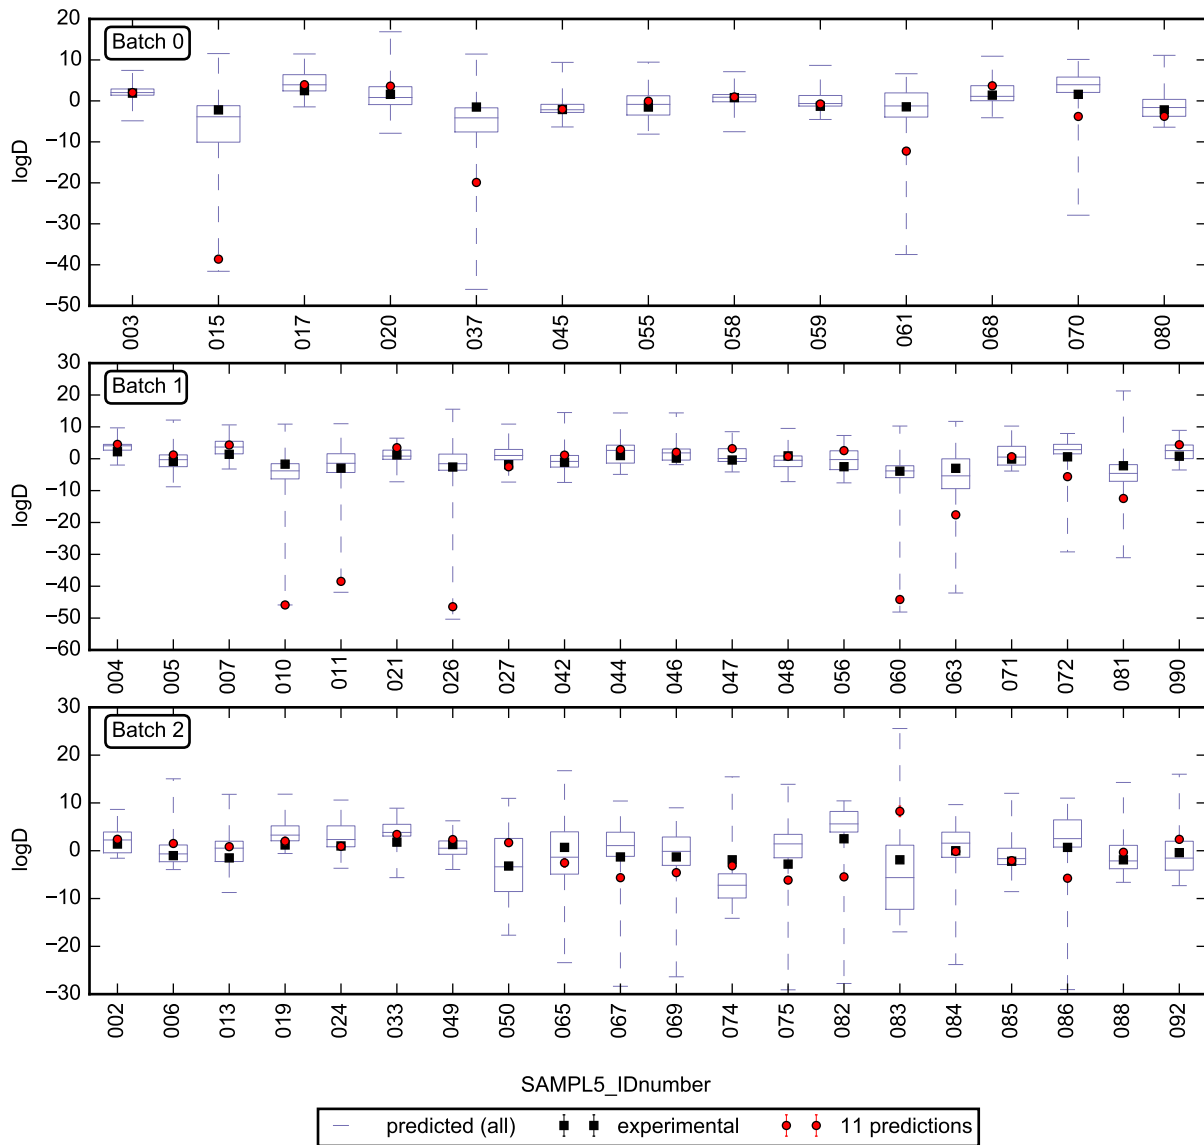 20
Batch 0
10
0
−10
−20
−30
−40
−50
logD
003 015 017 020 037 045 055 058 059 061 068 070 080
30
Batch 1
20
10
0
−10
−20
−30
−40
−50
−60
logD
004 005 007 010 011 021 026 027 042 044 046 047 048 056 060 063 071 072 081 090
30
Batch 2
20
10
0
−10
−20
−30
logD
002 006 013 019 024 033 049 050 065 067 069 074 075 082 083 084 085 086 088 092
SAMPL5_IDnumber
predicted (all) experimental 11 predictions